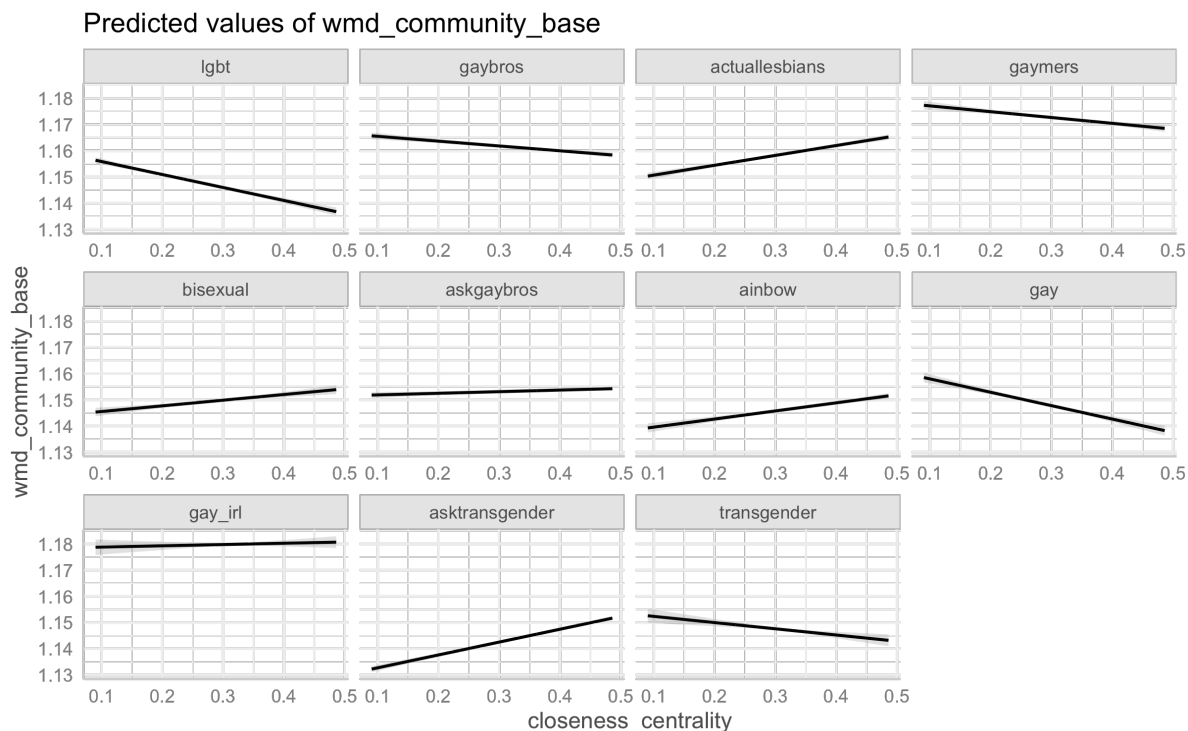 Predicted values of wmd_community_base
lgbt gaybros actuallesbians gaymers
1.18
1.17
1.16
1.15
1.14
1.13
0.1 0.2 0.3 0.4 0.5 0.1 0.2 0.3 0.4 0.5 0.1 0.2 0.3 0.4 0.5 0.1 0.2 0.3 0.4 0.5
bisexual askgaybros ainbow gay
1.18
1.17
1.16
1.15
1.14
1.13
0.1 0.2 0.3 0.4 0.5 0.1 0.2 0.3 0.4 0.5 0.1 0.2 0.3 0.4 0.5 0.1 0.2 0.3 0.4 0.5
wmd_community_base
gay_irl asktransgender transgender
1.18
1.17
1.16
1.15
1.14
1.13
0.1 0.2 0.3 0.4 0.5 0.1 0.2 0.3 0.4 0.5 0.1 0.2 0.3 0.4 0.5
closeness_centrality